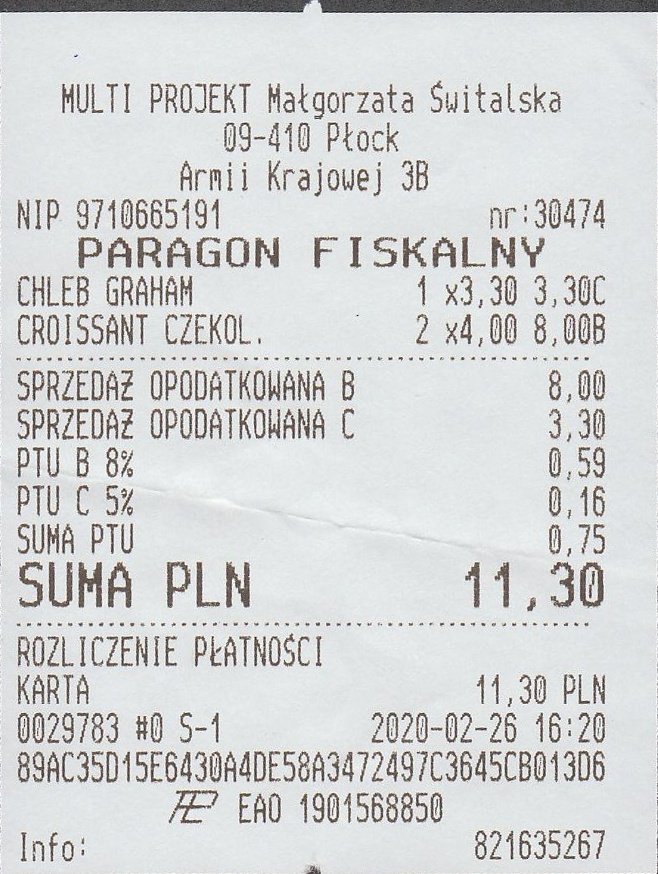 MULTI PROJEKT Małgorzata Świtalska
09-410 Płock
Armii Krajowej 3B
NIP 9710665191 nr:30474
PARAGON FISKALNY
CHLEB GRAHAM 1 x3,30 3,30C
CROISSANT CZEKOL. 2 x4,00 8,00B
SPRZEDAŻ OPODATKOWANA B 8,00
SPRZEDAŻ OPODATKOWANA C 3,30
PTU B 8% 0,59
PTU C 5% 0,16
SUMA PTU 0,75
SUMA PLN 11,30
ROZLICZENIE PŁATNOŚCI
KARTA 11,30 PLN
0029783 #0 S-1 2020-02-26 16:20
89AC35D15E6430A4DE58A3472497C3645CB013D6
EAO 1901568850
Info: 821635267